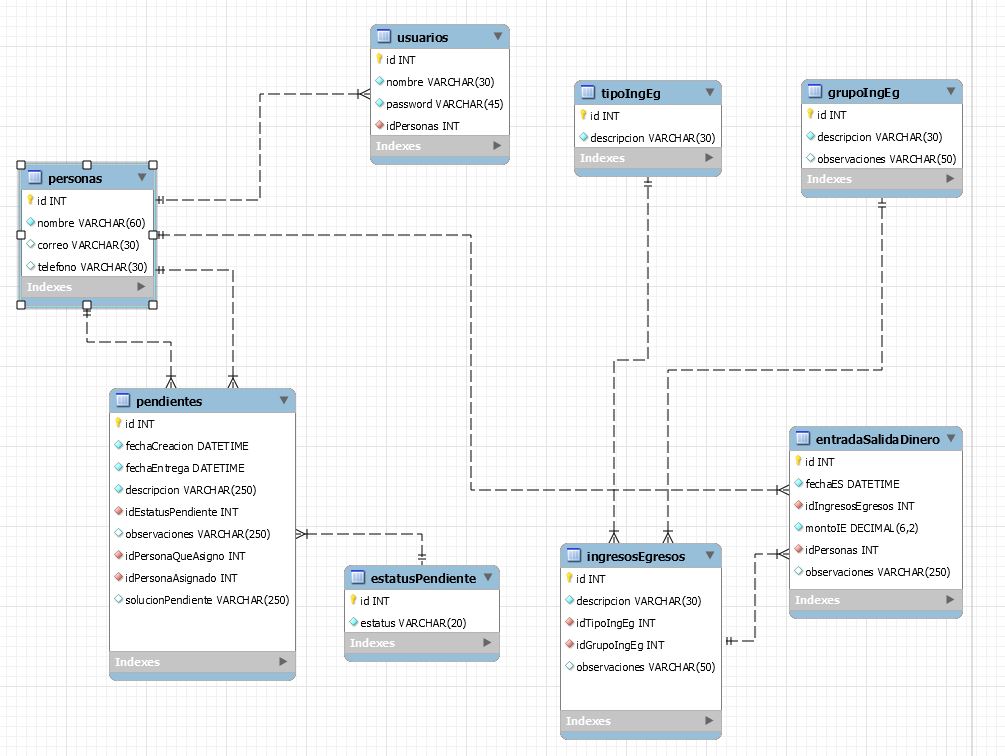 usuarios
id INT
nombre VARCHAR(30)
password VARCHAR(45)
idPersonas INT
Indexes
tipoIngEg
id INT
descripcion VARCHAR(30)
Indexes
grupoIngEg
id INT
descripcion VARCHAR(30)
observaciones VARCHAR(50)
Indexes
personas
id INT
nombre VARCHAR(60)
correo VARCHAR(30)
telefono VARCHAR(30)
Indexes
pendientes
id INT
fechaCreacion DATETIME
fechaEntrega DATETIME
descripcion VARCHAR(250)
idEstatusPendiente INT
observaciones VARCHAR(250)
idPersonaQueAsigno INT
idPersonaAsignado INT
solucionPendiente VARCHAR(250)
Indexes
estatusPendiente
id INT
estatus VARCHAR(20)
Indexes
ingresosEgresos
id INT
descripcion VARCHAR(30)
idTipoIngEg INT
idGrupoIngEg INT
observaciones VARCHAR(50)
Indexes
entradaSalidaDinero
id INT
fechaES DATETIME
idIngresosEgresos INT
montoIE DECIMAL(6,2)
idPersonas INT
observaciones VARCHAR(250)
Indexes